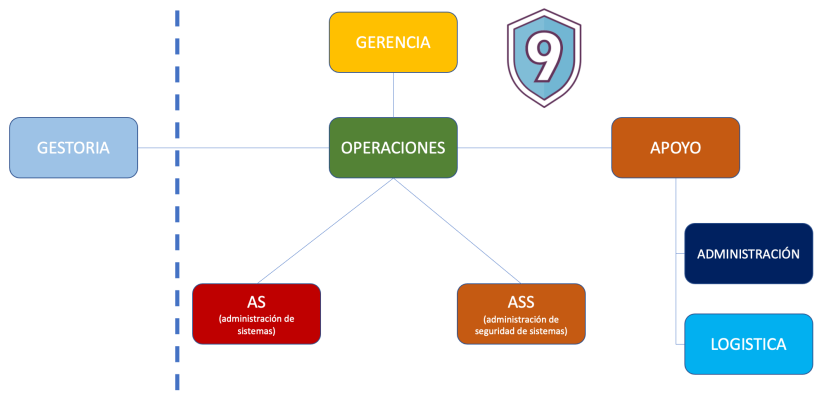 GERENCIA
9
GESTORIA
OPERACIONES
APOYO
ADMINISTRACIÓN
AS
(administración de
sistemas)
ASS
(administración de
seguridad de sistemas)
LOGISTICA